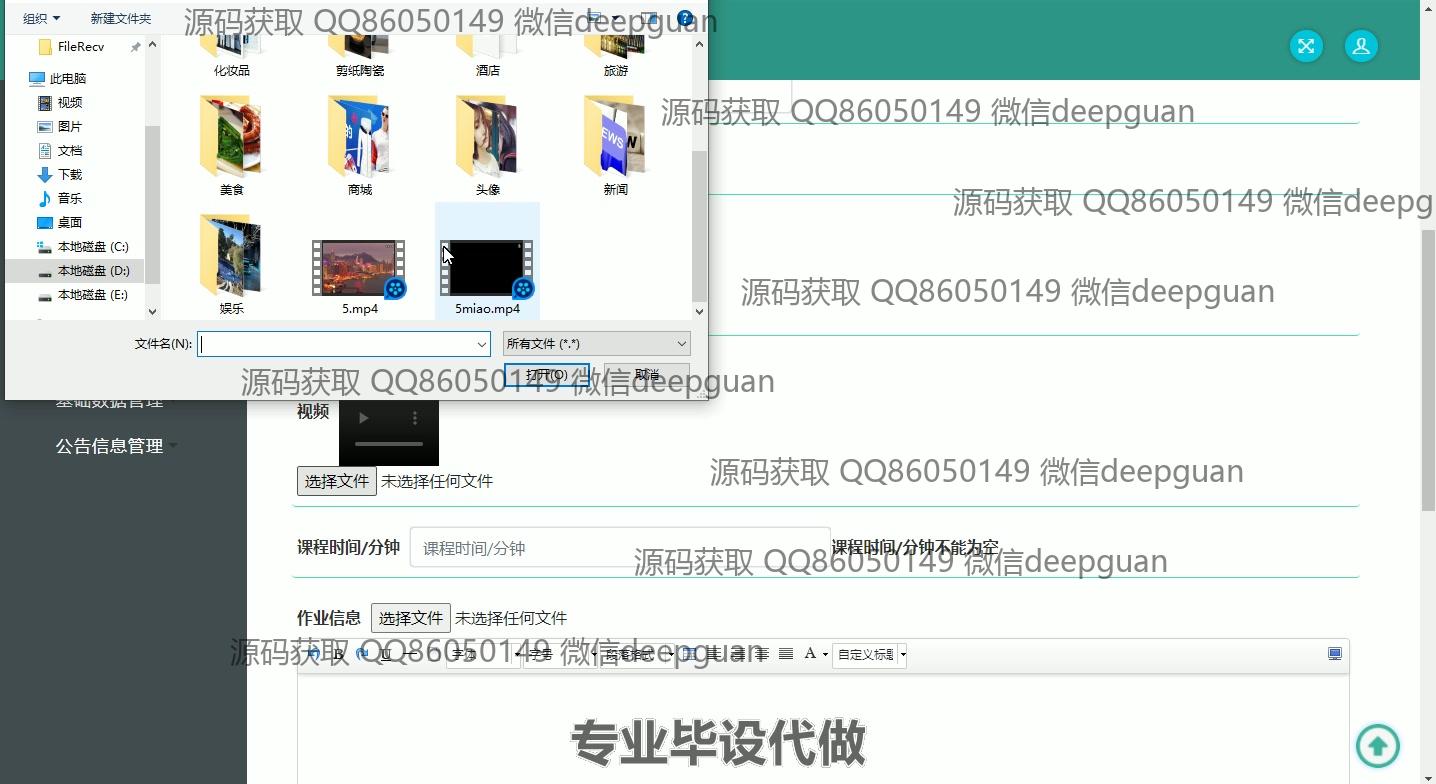 组织 新建文件夹
源码获取 QQ86050149 微信deepguan
FileRecv
此电脑
视频
图片
文档
下载
音乐
桌面
本地磁盘 (C:)
本地磁盘 (D:)
本地磁盘 (E:)
化妆品 剪纸陶瓷 酒店 旅游
美食 商城 头像 新闻
娱乐 5.mp4 5miao.mp4
源码获取 QQ86050149 微信deepguan
源码获取 QQ86050149 微信deepg
源码获取 QQ86050149 微信deepguan
文件名(N): 所有文件 (*.*)
打开(O) 取消
源码获取 QQ86050149 微信deepguan
基础数据管理
公告信息管理
视频
选择文件 未选择任何文件
源码获取 QQ86050149 微信deepguan
课程时间/分钟 课程时间/分钟 课程时间/分钟不能为空
源码获取 QQ86050149 微信deepguan
作业信息 选择文件 未选择任何文件
源码获取 QQ86050149 微信deepguan
B U 字体 字号 段落格式 A 自定义标题
专业毕设代做